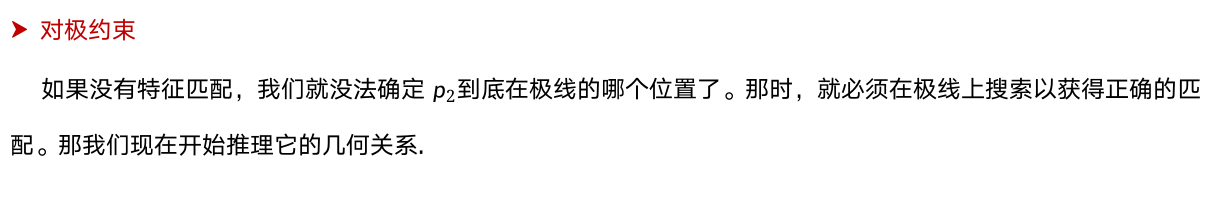 ➤ 对极约束
如果没有特征匹配，我们就没法确定 p₂到底在极线的哪个位置了。那时，就必须在极线上搜索以获得正确的匹
配。那我们现在开始推理它的几何关系.